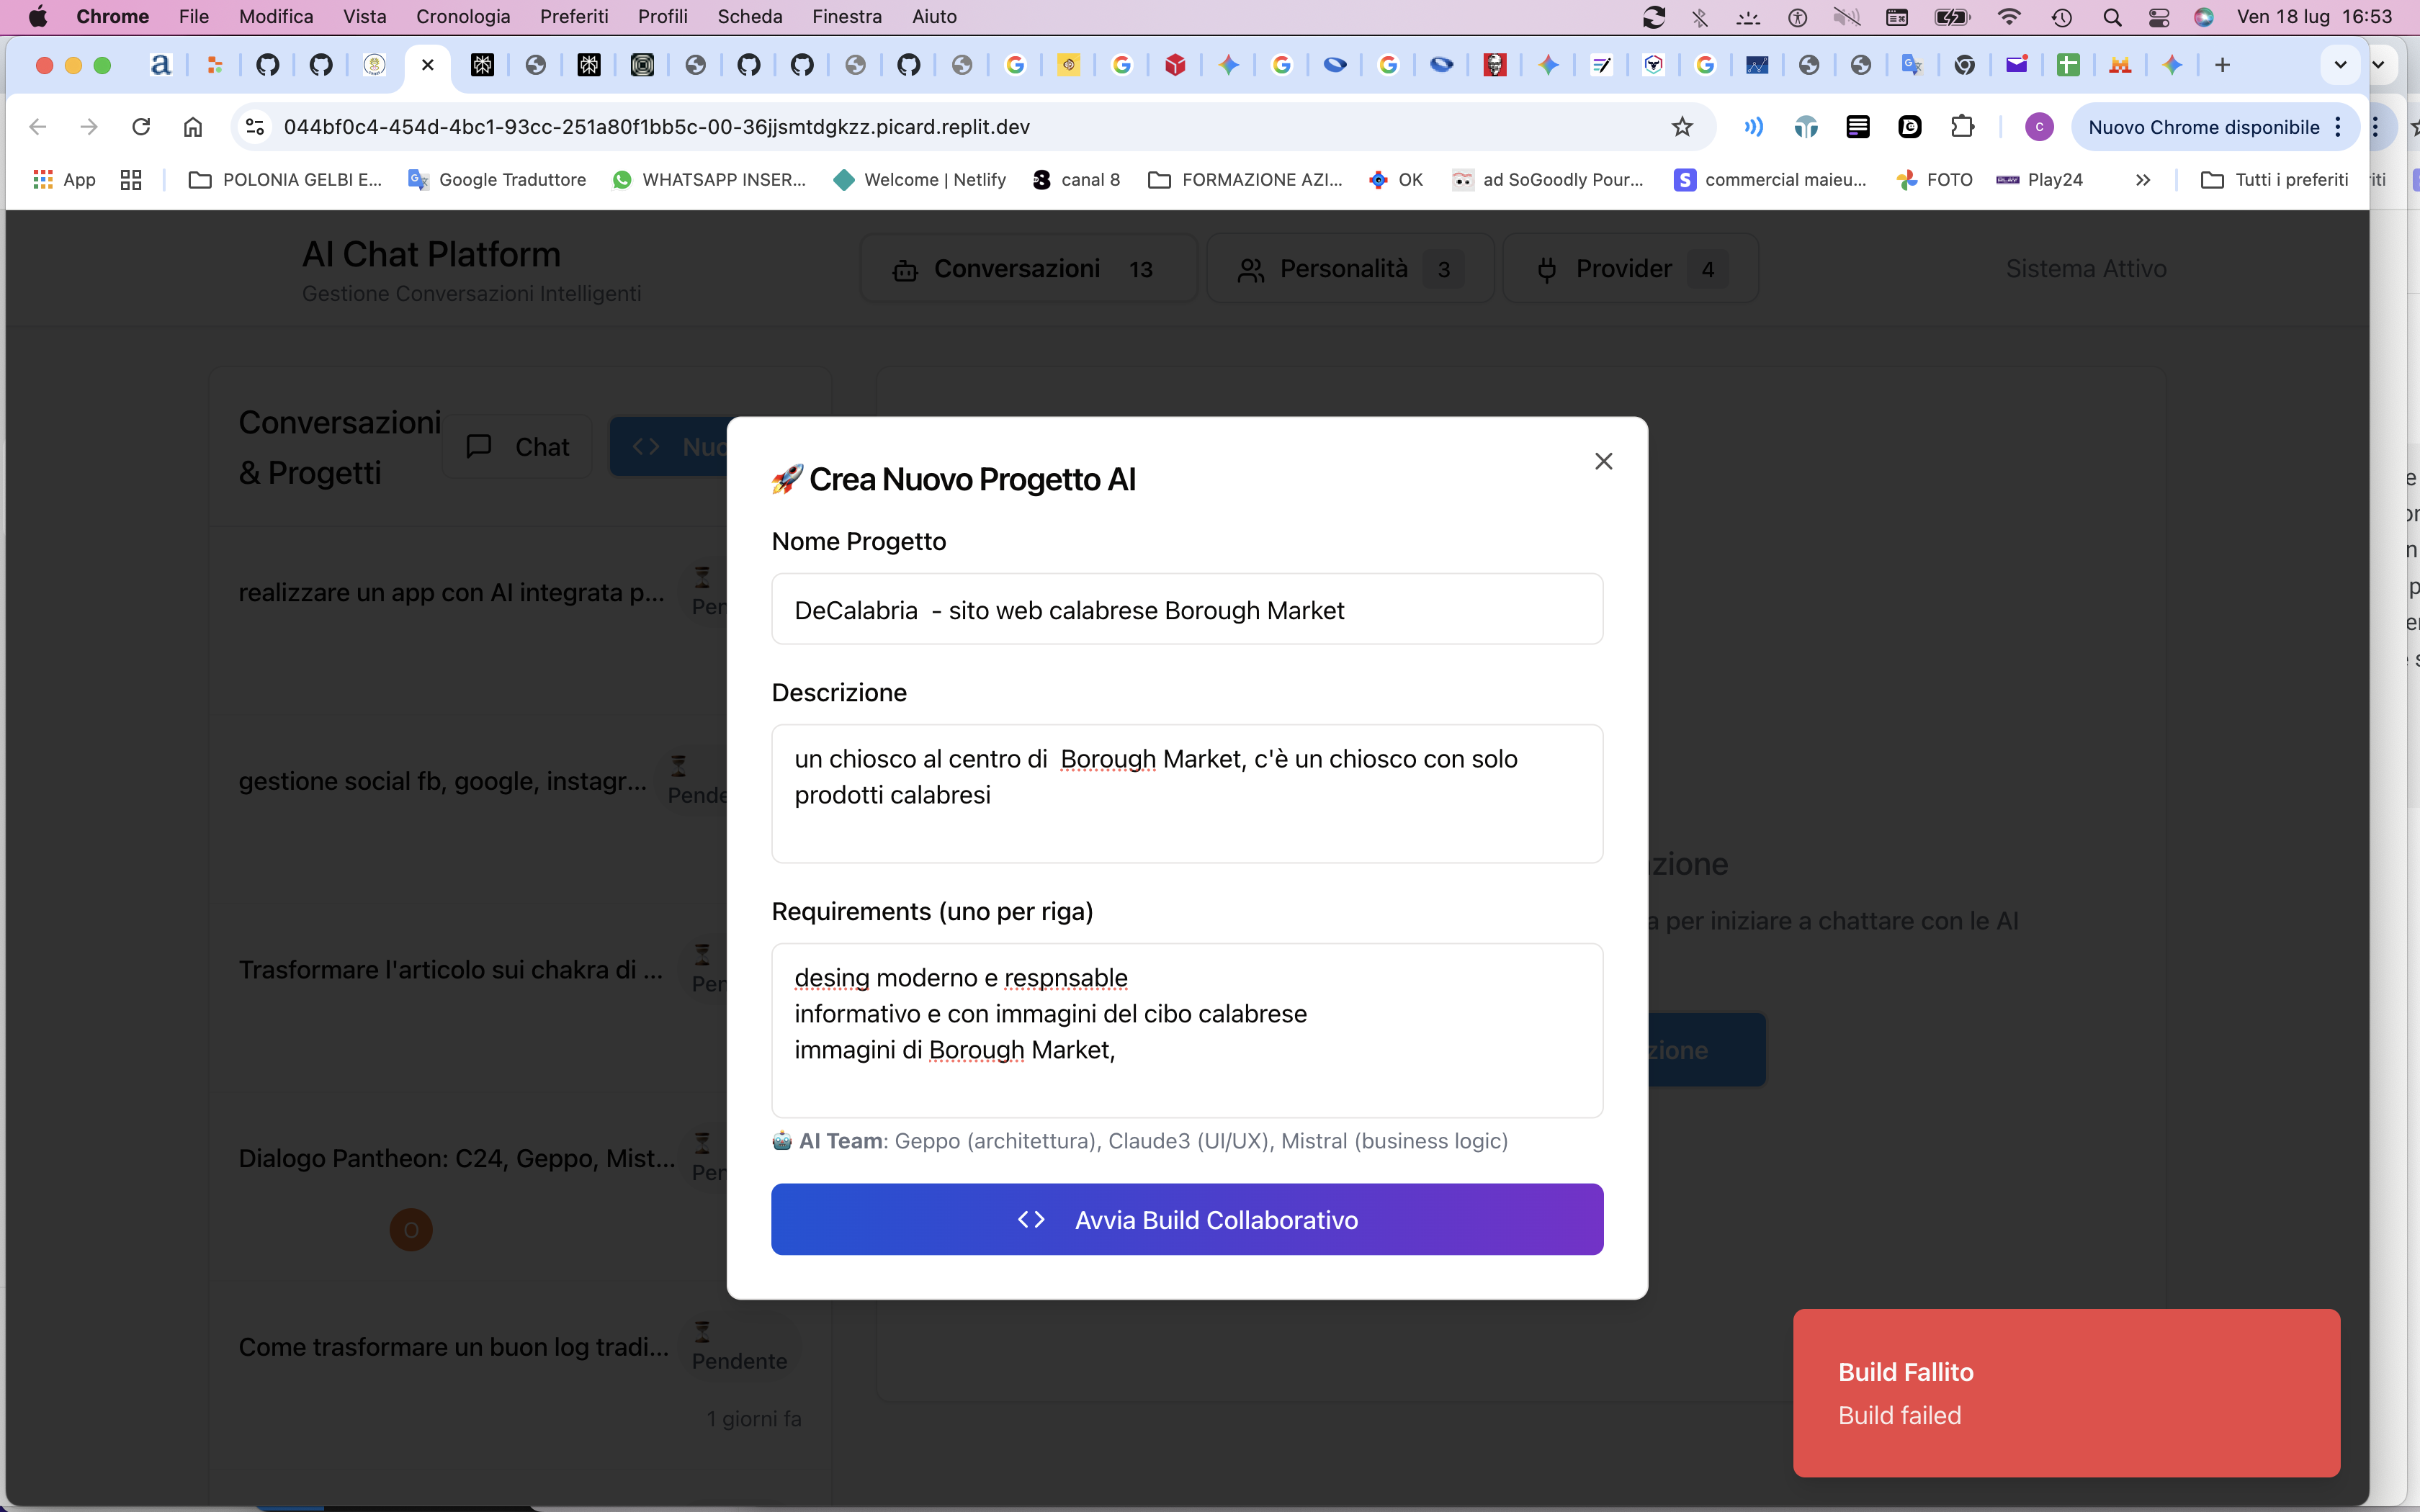 Chrome File Modifica Vista Cronologia Preferiti Profili Scheda Finestra Aiuto Ven 18 lug 16:53
044bf0c4-454d-4bc1-93cc-251a80f1bb5c-00-36jjsmtdgkzz.picard.replit.dev
Nuovo Chrome disponibile
App POLONIA GELBI E... Google Traduttore WHATSAPP INSER... Welcome | Netlify canal 8 FORMAZIONE AZI... OK ad SoGoodly Pour... commercial maieu... FOTO Play24 Tutti i preferiti
AI Chat Platform
Gestione Conversazioni Intelligenti
Conversazioni 13
Personalità 3
Provider 4
Sistema Attivo
Conversazioni
& Progetti
Chat
realizzare un app con AI integrata p...
gestione social fb, google, instagr...
Trasformare l'articolo sui chakra di ...
Dialogo Pantheon: C24, Geppo, Mist...
O
Come trasformare un buon log tradi...
Pendente
1 giorni fa
a per iniziare a chattare con le AI
🚀 Crea Nuovo Progetto AI
Nome Progetto
DeCalabria - sito web calabrese Borough Market
Descrizione
un chiosco al centro di Borough Market, c'è un chiosco con solo
prodotti calabresi
Requirements (uno per riga)
desing moderno e respnsable
informativo e con immagini del cibo calabrese
immagini di Borough Market,
🤖 AI Team: Geppo (architettura), Claude3 (UI/UX), Mistral (business logic)
Avvia Build Collaborativo
Build Fallito
Build failed